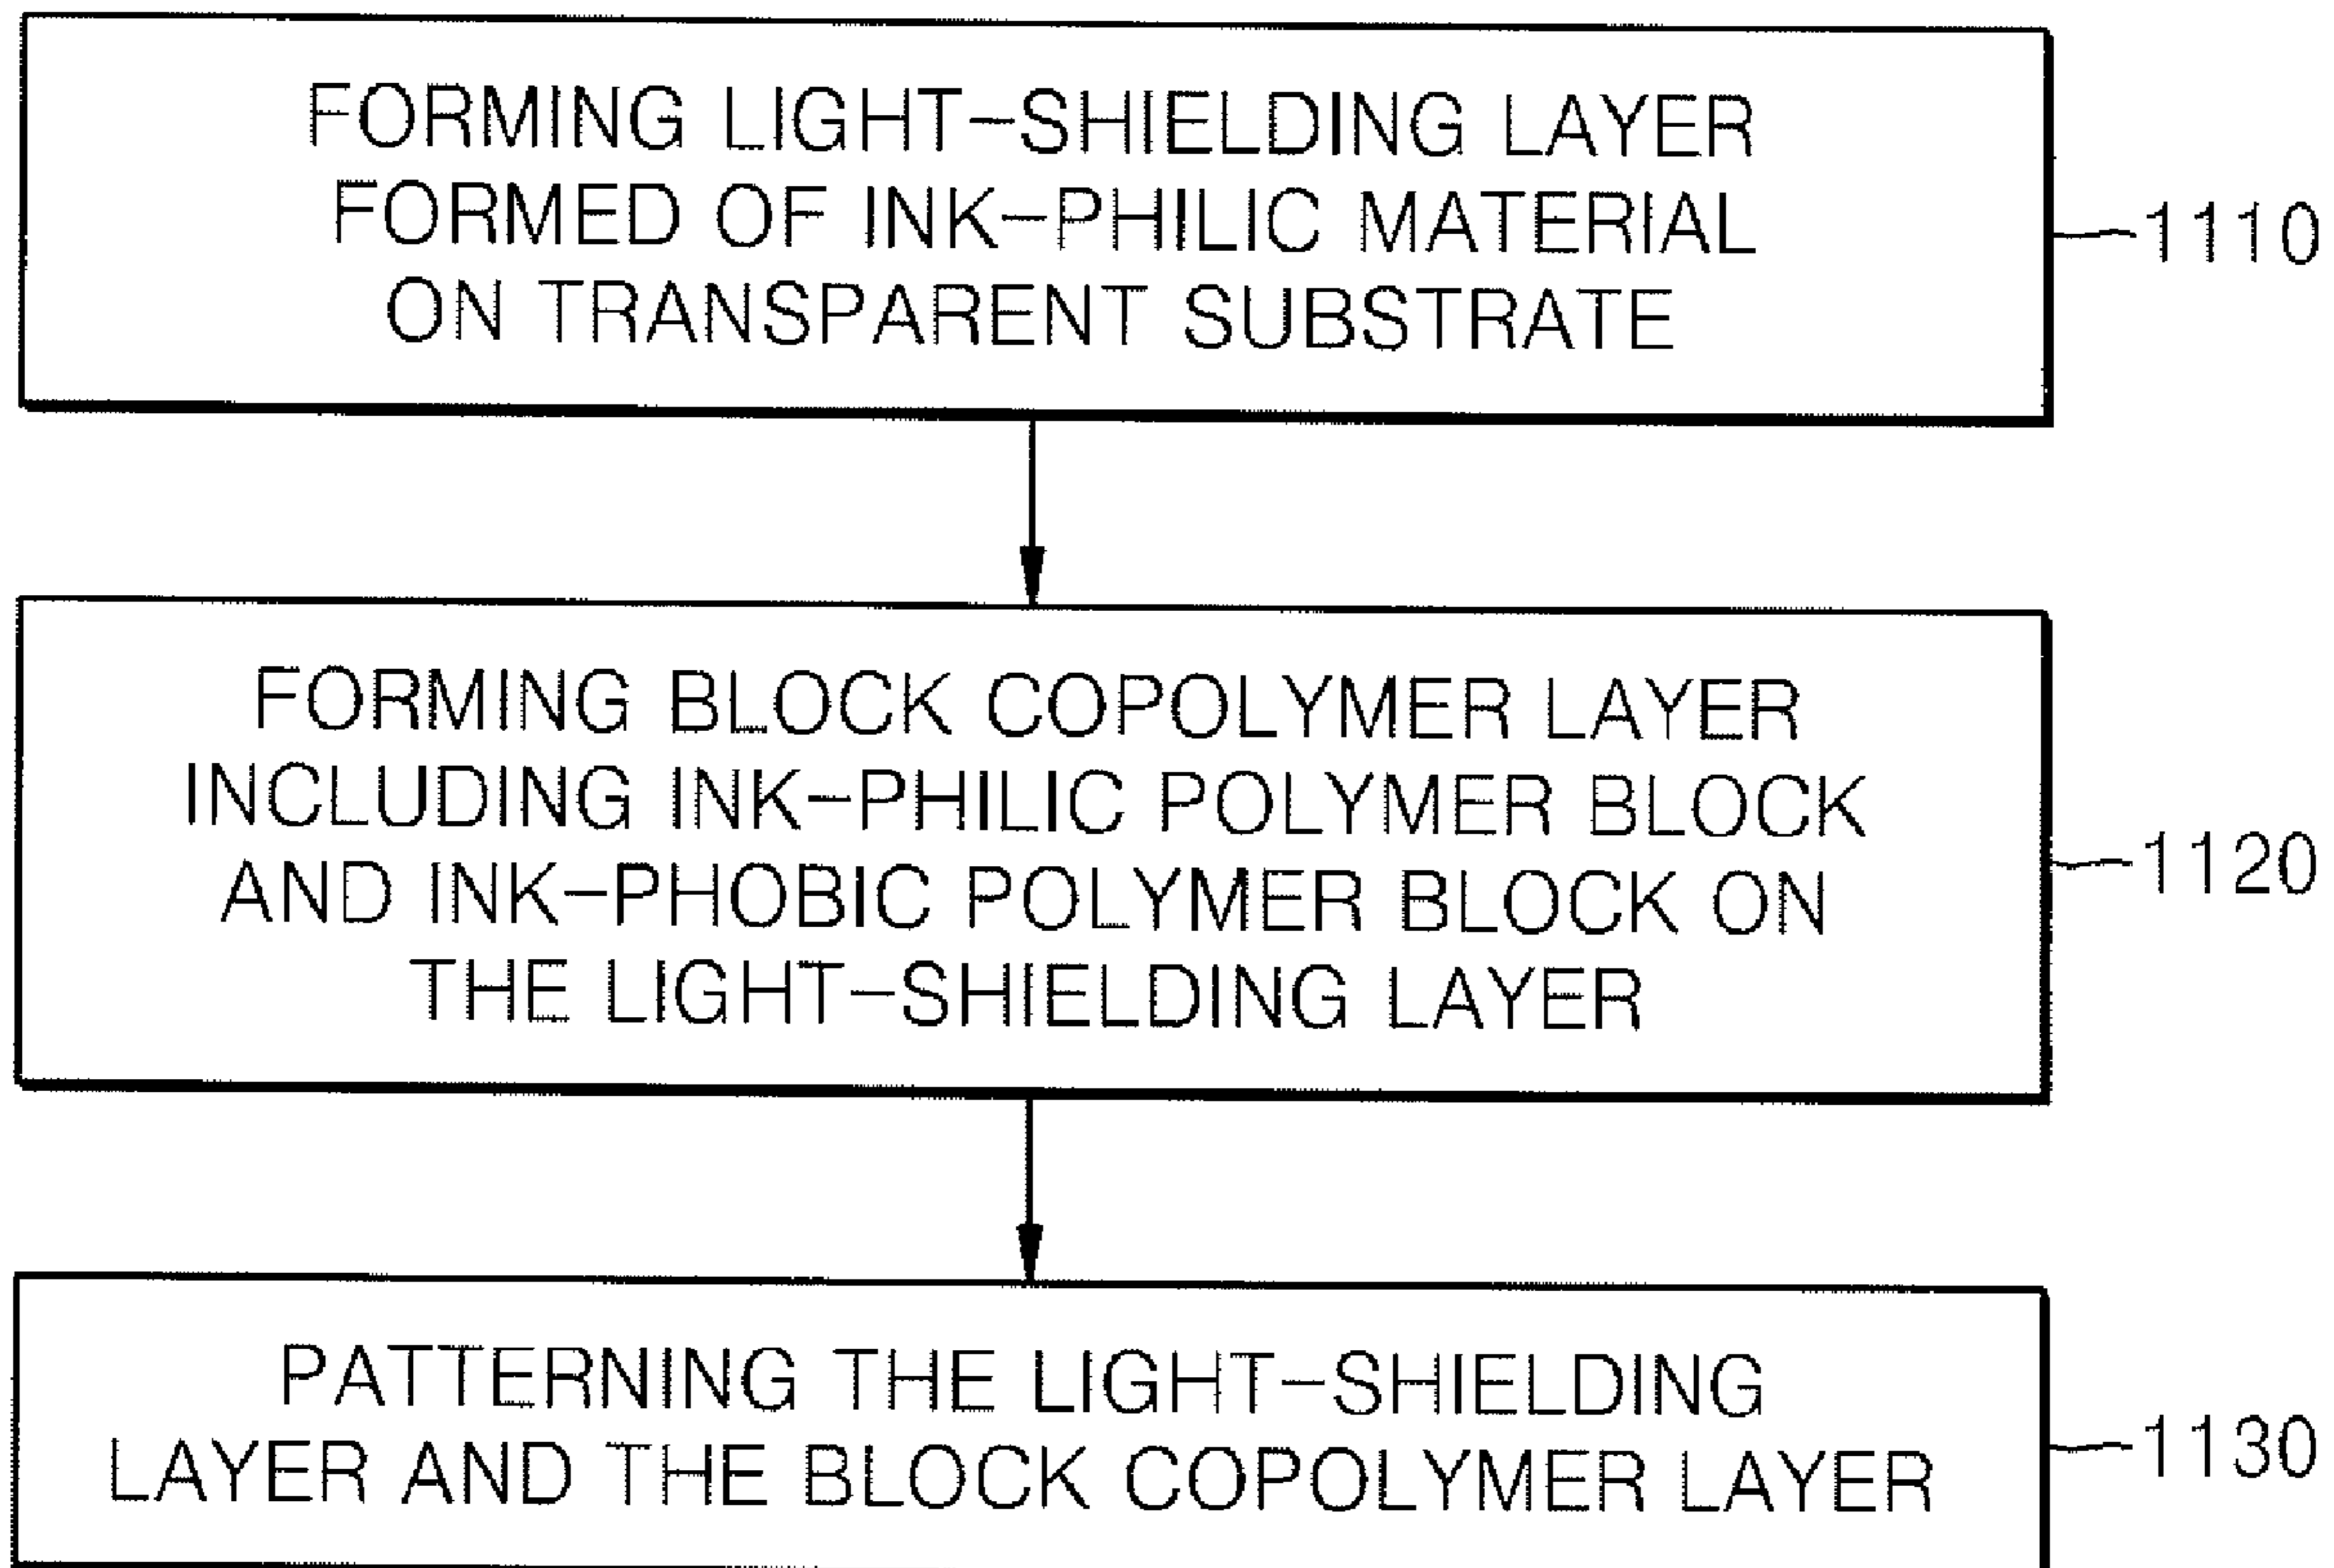 FORMING LIGHT-SHIELDING LAYER
FORMED OF INK-PHILIC MATERIAL
ON TRANSPARENT SUBSTRATE
1110
FORMING BLOCK COPOLYMER LAYER
INCLUDING INK-PHILIC POLYMER BLOCK
AND INK-PHOBIC POLYMER BLOCK ON
THE LIGHT-SHIELDING LAYER
1120
PATTERNING THE LIGHT-SHIELDING
LAYER AND THE BLOCK COPOLYMER LAYER
1130